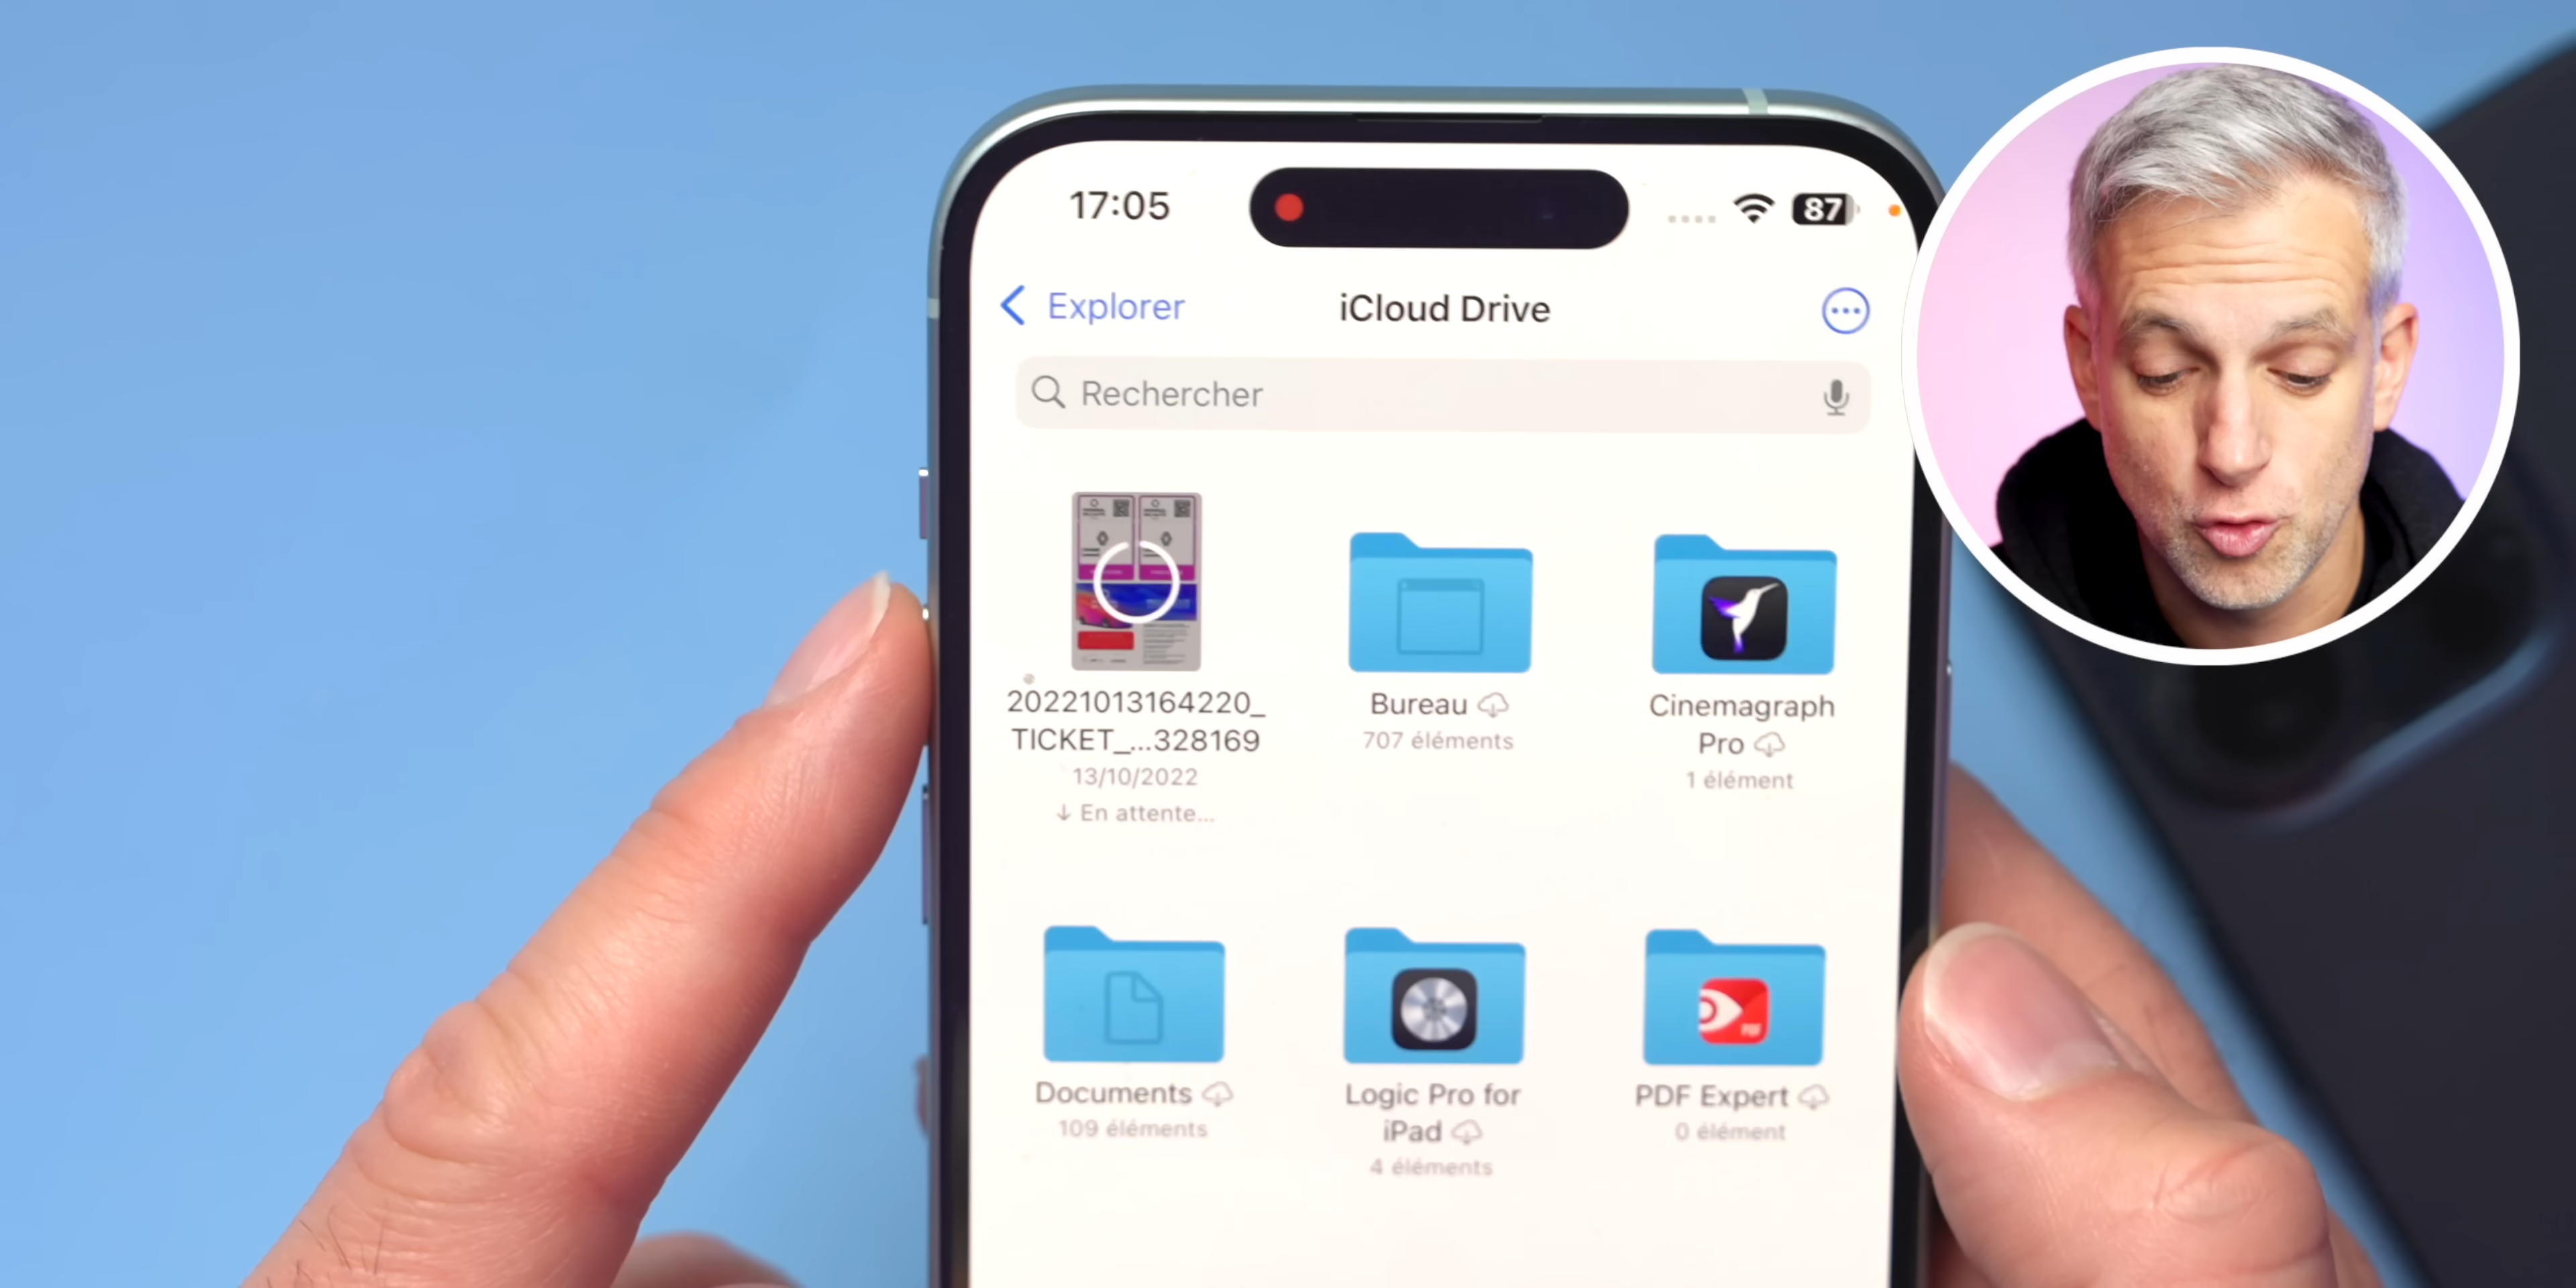 17:05
87
Explorer
iCloud Drive
Rechercher
20221013164220_
TICKET_...328169
13/10/2022
En attente...
Bureau
707 éléments
Cinemagraph
Pro
1 élément
Documents
109 éléments
Logic Pro for
iPad
4 éléments
PDF Expert
0 élément
PDF